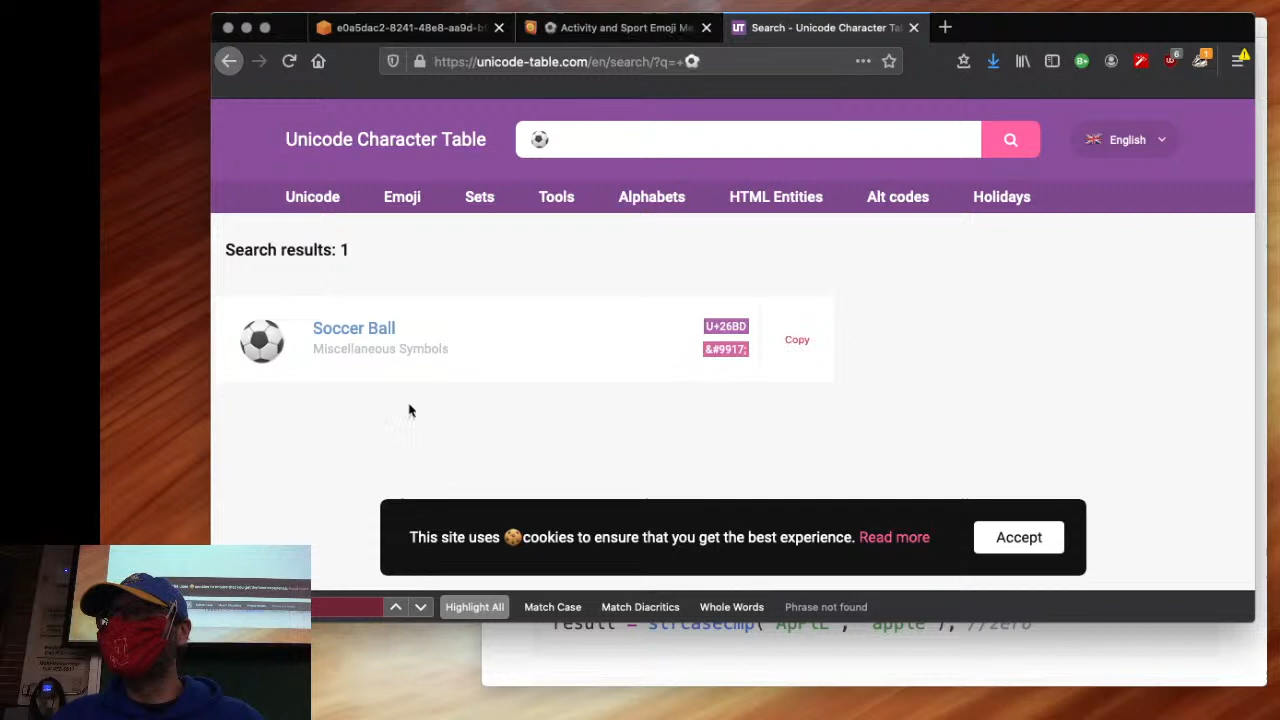 e0a5dac2-8241-48e8-aa9d-b
Activity and Sport Emoji Me
Search - Unicode Character Ta
https://unicode-table.com/en/search/?q=+⚽
6
1
Unicode Character Table
⚽
English
Unicode
Emoji
Sets
Tools
Alphabets
HTML Entities
Alt codes
Holidays
Search results: 1
Soccer Ball
Miscellaneous Symbols
U+26BD
&#9917;
Copy
This site uses 🍪cookies to ensure that you get the best experience. Read more
Accept
Highlight All
Match Case
Match Diacritics
Whole Words
Phrase not found
result = strcasecmp("AppLE", "apple"); //zero